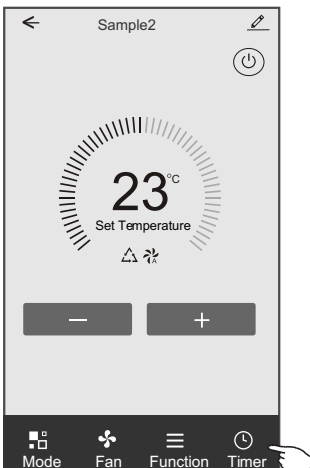 Sample2
23°C
Set Temperature
A
Mode Fan Function Timer